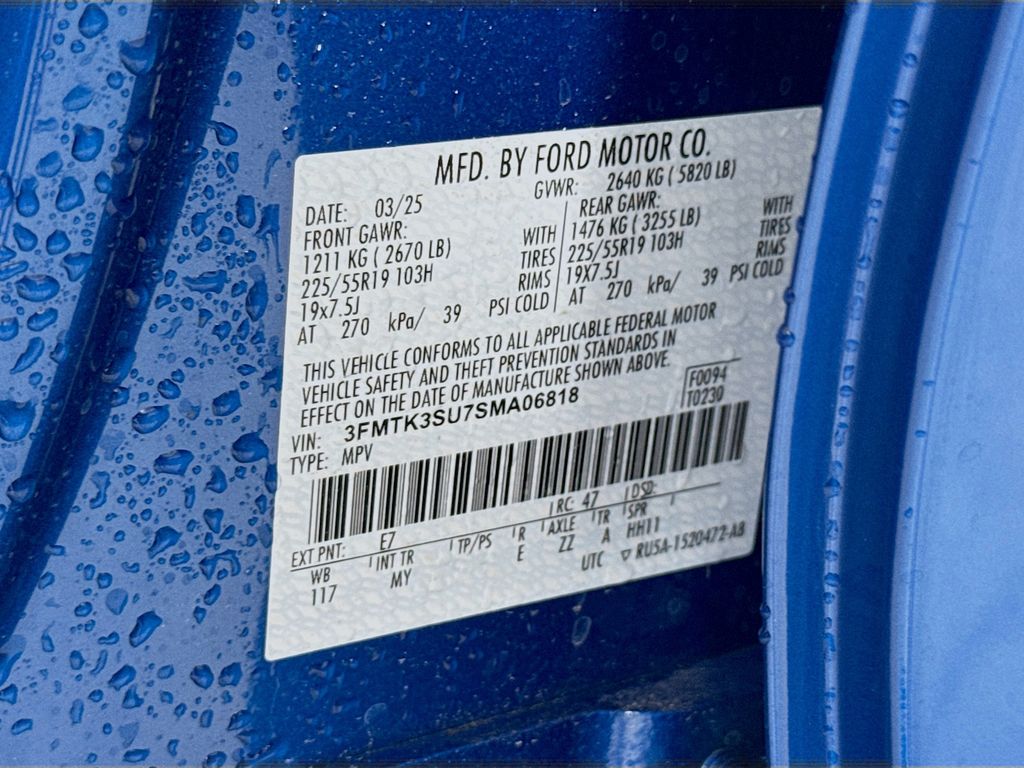 MFD. BY FORD MOTOR CO.
DATE: 03/25 GVWR: 2640 KG ( 5820 LB)
FRONT GAWR: REAR GAWR:
1211 KG ( 2670 LB) WITH 1476 KG ( 3255 LB) WITH
225/55R19 103H TIRES 225/55R19 103H TIRES
19x7.5J RIMS 19X7.5J RIMS
AT 270 kPa/ 39 PSI COLD AT 270 kPa/ 39 PSI COLD
THIS VEHICLE CONFORMS TO ALL APPLICABLE FEDERAL MOTOR
VEHICLE SAFETY AND THEFT PREVENTION STANDARDS IN
EFFECT ON THE DATE OF MANUFACTURE SHOWN ABOVE.
F0094
VIN: 3FMTK3SU7SMA06818 T0230
TYPE: MPV
EXT PNT: E7 RC: 47 DSO:
WB INT TR TP/PS R AXLE TR SPR
117 MY E ZZ A HH11
UTC ▽ RU5A-1520472-AB